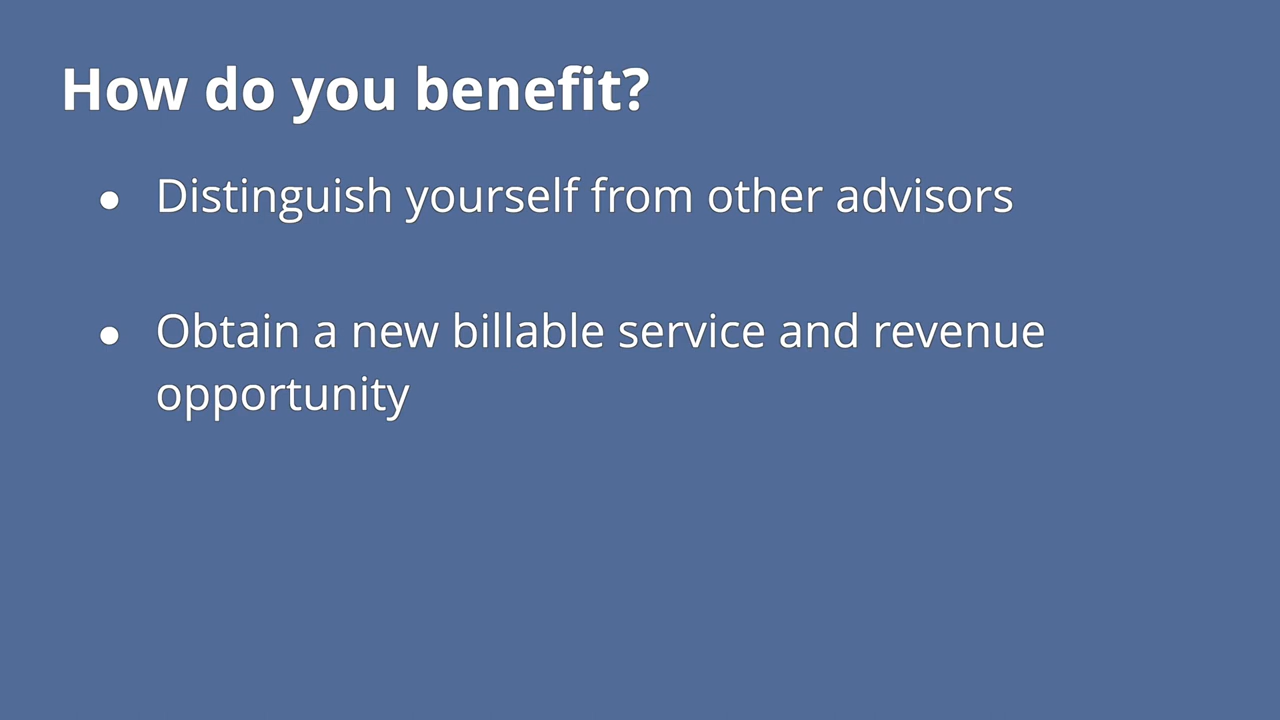 How do you benefit?
● Distinguish yourself from other advisors
● Obtain a new billable service and revenue
opportunity